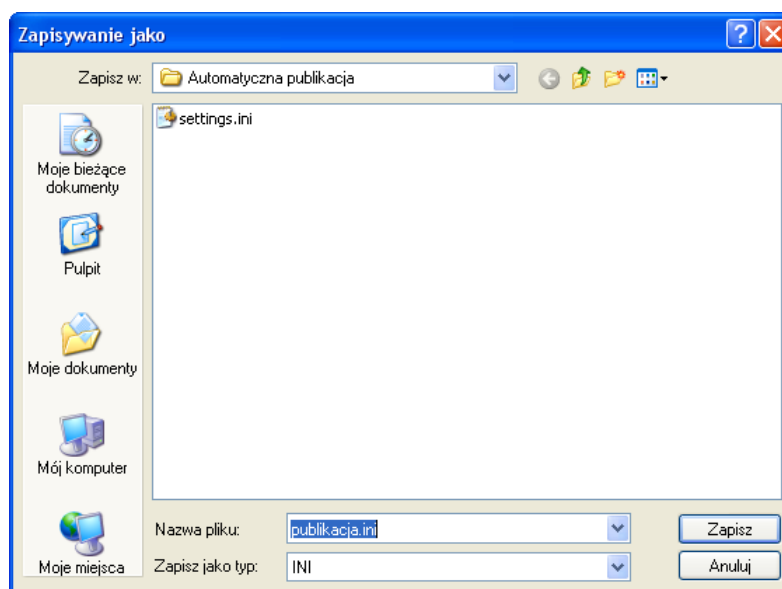 Zapisywanie jako
Zapisz w: Automatyczna publikacja
settings.ini
Moje bieżące
dokumenty
Pulpit
Moje dokumenty
Mój komputer
Moje miejsca
Nazwa pliku: publikacja.ini Zapisz
Zapisz jako typ: INI Anuluj